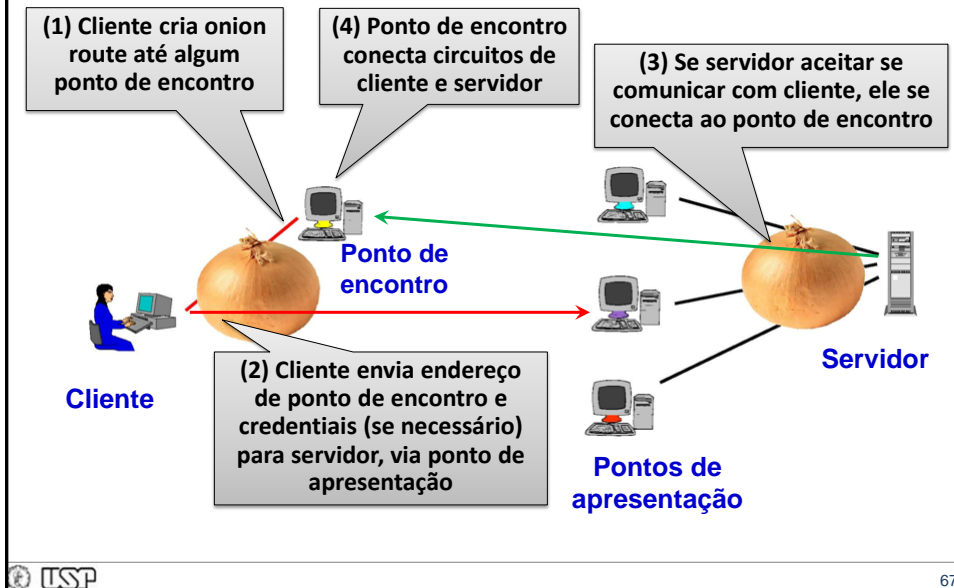 (1) Cliente cria onion
route até algum
ponto de encontro
(4) Ponto de encontro
conecta circuitos de
cliente e servidor
(3) Se servidor aceitar se
comunicar com cliente, ele se
conecta ao ponto de encontro
Ponto de
encontro
Cliente
Servidor
(2) Cliente envia endereço
de ponto de encontro e
credentiais (se necessário)
para servidor, via ponto de
apresentação
Pontos de
apresentação
USP
67